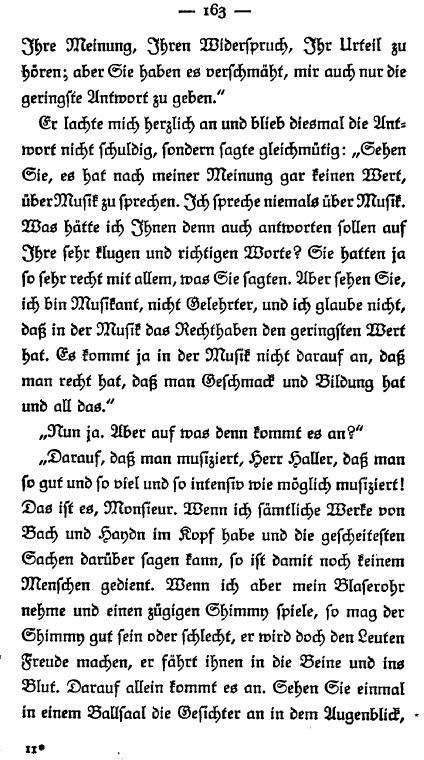 — 163 —
Ihre Meinung, Ihren Widerspruch, Ihr Urteil zu
hören; aber Sie haben es verschmäht, mir auch nur die
geringste Antwort zu geben.“
Er lachte mich herzlich an und blieb diesmal die Ant=
wort nicht schuldig, sondern sagte gleichmütig: „Sehen
Sie, es hat nach meiner Meinung gar keinen Wert,
über Musik zu sprechen. Ich spreche niemals über Musik.
Was hätte ich Ihnen denn auch antworten sollen auf
Ihre sehr klugen und richtigen Worte? Sie hatten ja
so sehr recht mit allem, was Sie sagten. Aber sehen Sie,
ich bin Musikant, nicht Gelehrter, und ich glaube nicht,
daß in der Musik das Rechthaben den geringsten Wert
hat. Es kommt ja in der Musik nicht darauf an, daß
man recht hat, daß man Geschmack und Bildung hat
und all das.“
„Nun ja. Aber auf was denn kommt es an?“
„Darauf, daß man musiziert, Herr Haller, daß man
so gut und so viel und so intensiv wie möglich musiziert!
Das ist es, Monsieur. Wenn ich sämtliche Werke von
Bach und Haydn im Kopf habe und die gescheitesten
Sachen darüber sagen kann, so ist damit noch keinem
Menschen gedient. Wenn ich aber mein Blaserohr
nehme und einen zügigen Shimmy spiele, so mag der
Shimmy gut sein oder schlecht, er wird doch den Leuten
Freude machen, er fährt ihnen in die Beine und ins
Blut. Darauf allein kommt es an. Sehen Sie einmal
in einem Ballsaal die Gesichter an in dem Augenblick,
11*